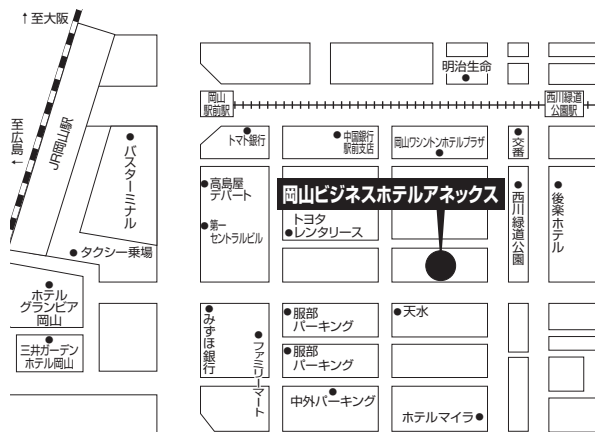 ↑至大阪
明治生命
岡山
駅前駅
西川緑道
公園駅
至広島
←
JR岡山駅
バスターミナル
トマト銀行
中国銀行
駅前支店
岡山ワシントンホテルプラザ
交番
高島屋
デパート
岡山ビジネスホテルアネックス
第一
セントラルビル
トヨタ
レンタリース
西川緑道公園
後楽ホテル
タクシー乗場
ホテル
グランビア
岡山
みずほ銀行
服部
パーキング
天水
三井ガーデン
ホテル岡山
ファミリーマート
服部
パーキング
中外パーキング
ホテルマイラ